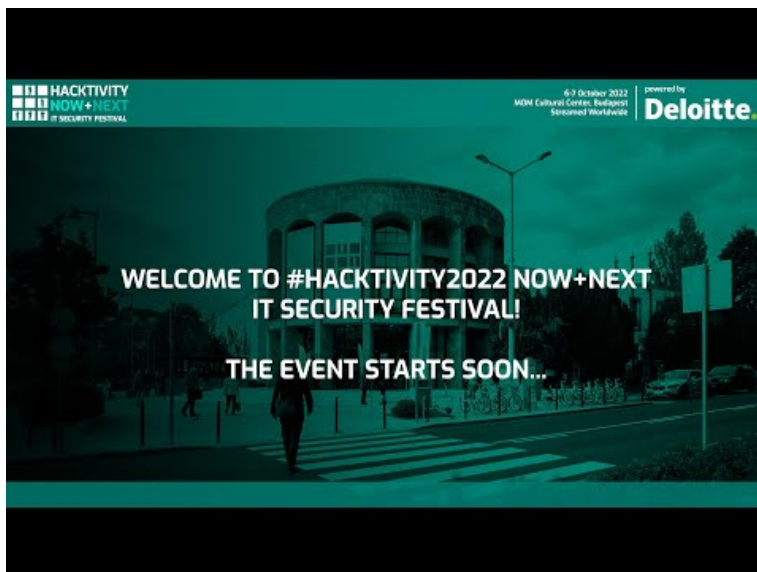 HACKTIVITY
NOW+NEXT
IT SECURITY FESTIVAL
6-7 October 2022
MOM Cultural Center, Budapest
Streamed Worldwide
powered by
Deloitte.
WELCOME TO #HACKTIVITY2022 NOW+NEXT
IT SECURITY FESTIVAL!
THE EVENT STARTS SOON...